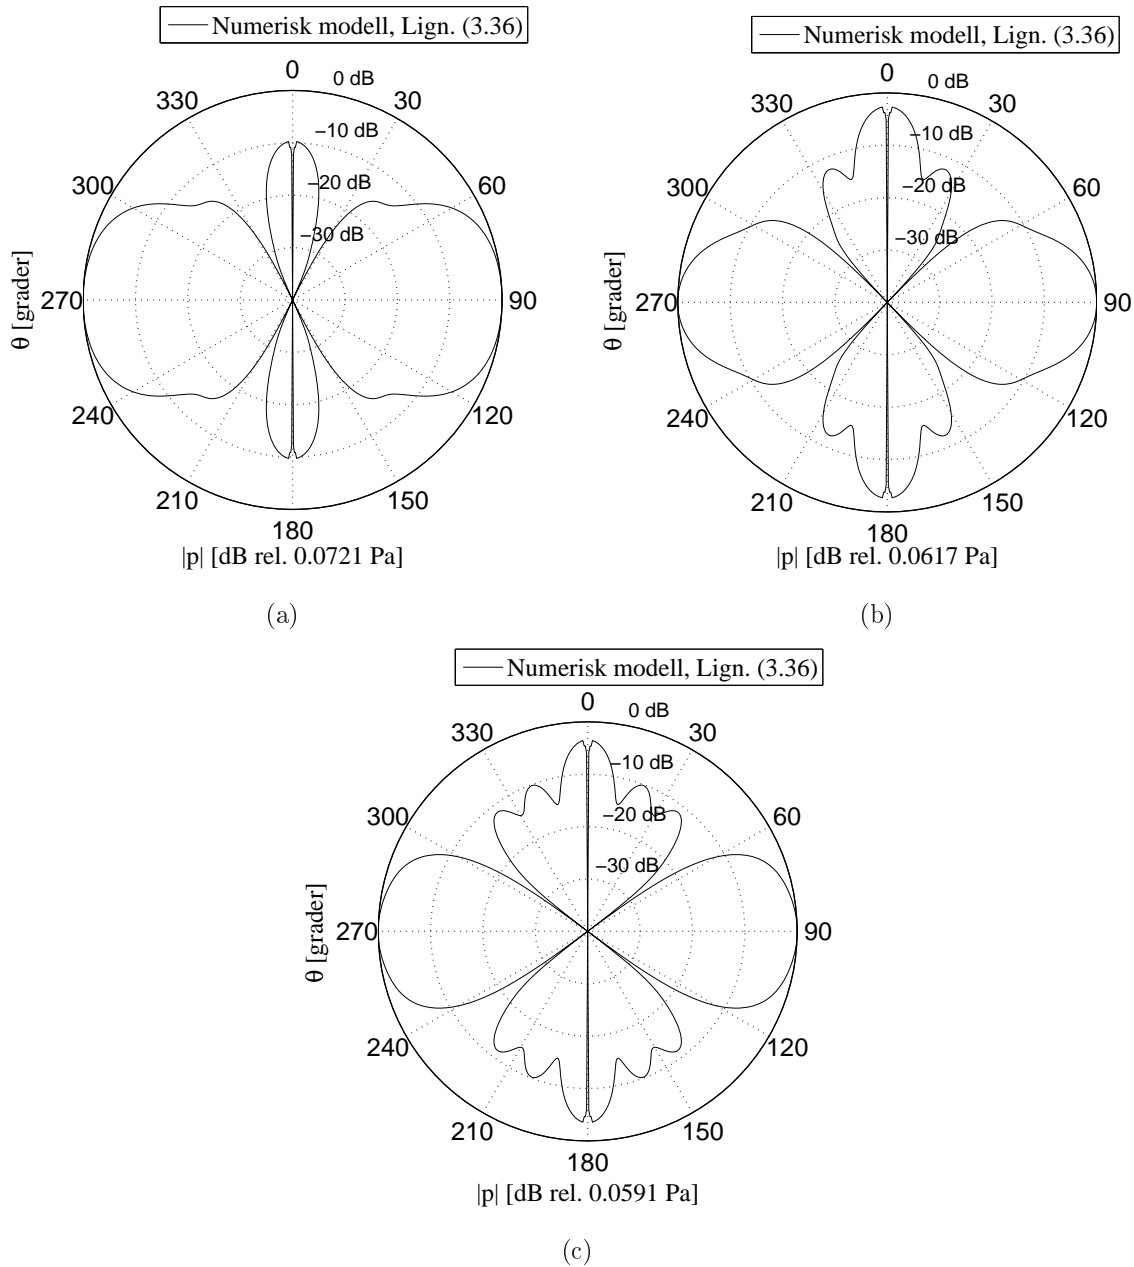 Numerisk modell, Lign. (3.36)
0
0 dB
330
30
−10 dB
300
−20 dB
60
−30 dB
θ [grader]
270
90
240
120
210
150
180
|p| [dB rel. 0.0721 Pa]
(a)
Numerisk modell, Lign. (3.36)
0
0 dB
330
30
−10 dB
300
−20 dB
60
−30 dB
θ [grader]
270
90
240
120
210
150
180
|p| [dB rel. 0.0617 Pa]
(b)
Numerisk modell, Lign. (3.36)
0
0 dB
330
30
−10 dB
300
−20 dB
60
−30 dB
θ [grader]
270
90
240
120
210
150
180
|p| [dB rel. 0.0591 Pa]
(c)